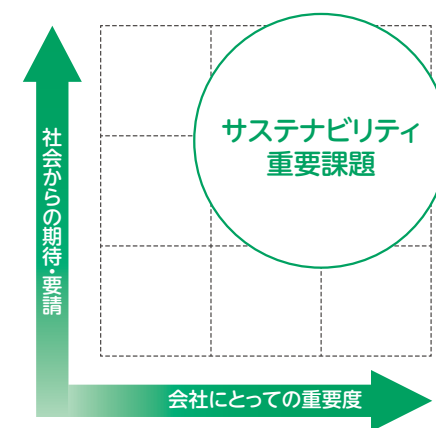 サステナビリティ
重要課題
社会からの期待・要請
会社にとっての重要度